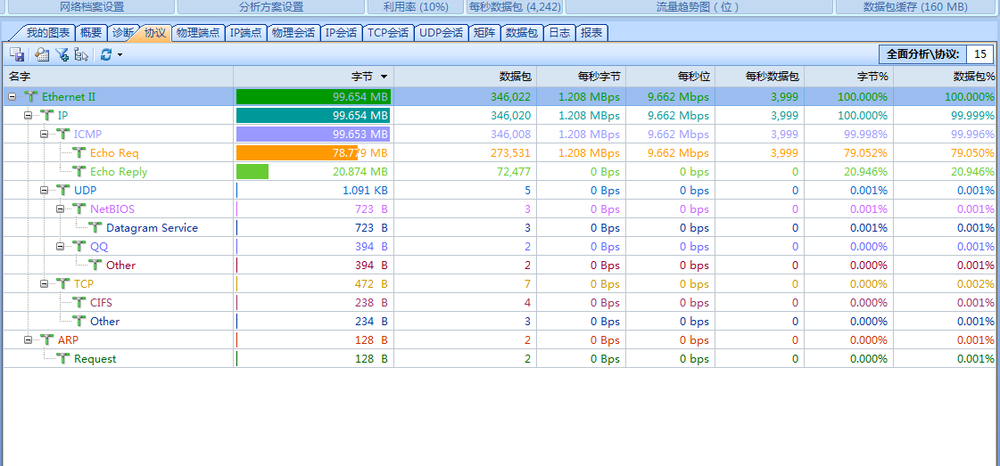 网络档案设置 分析方案设置 利用率 (10%) 每秒数据包 (4,242) 流量趋势图（位） 数据包缓存 (160 MB)
我的图表 概要 诊断 协议 物理端点 IP端点 物理会话 IP会话 TCP会话 UDP会话 矩阵 数据包 日志 报表
全面分析\协议: 15
名字 字节 数据包 每秒字节 每秒位 每秒数据包 字节% 数据包%
Ethernet II 99.654 MB 346,022 1.208 MBps 9.662 Mbps 3,999 100.000% 100.000%
IP 99.654 MB 346,020 1.208 MBps 9.662 Mbps 3,999 100.000% 99.999%
ICMP 99.653 MB 346,008 1.208 MBps 9.662 Mbps 3,999 99.998% 99.996%
Echo Req 78.779 MB 273,531 1.208 MBps 9.662 Mbps 3,999 79.052% 79.050%
Echo Reply 20.874 MB 72,477 0 Bps 0 bps 0 20.946% 20.946%
UDP 1.091 KB 5 0 Bps 0 bps 0 0.001% 0.001%
NetBIOS 723 B 3 0 Bps 0 bps 0 0.001% 0.001%
Datagram Service 723 B 3 0 Bps 0 bps 0 0.001% 0.001%
QQ 394 B 2 0 Bps 0 bps 0 0.000% 0.001%
Other 394 B 2 0 Bps 0 bps 0 0.000% 0.001%
TCP 472 B 7 0 Bps 0 bps 0 0.000% 0.002%
CIFS 238 B 4 0 Bps 0 bps 0 0.000% 0.001%
Other 234 B 3 0 Bps 0 bps 0 0.000% 0.001%
ARP 128 B 2 0 Bps 0 bps 0 0.000% 0.001%
Request 128 B 2 0 Bps 0 bps 0 0.000% 0.001%